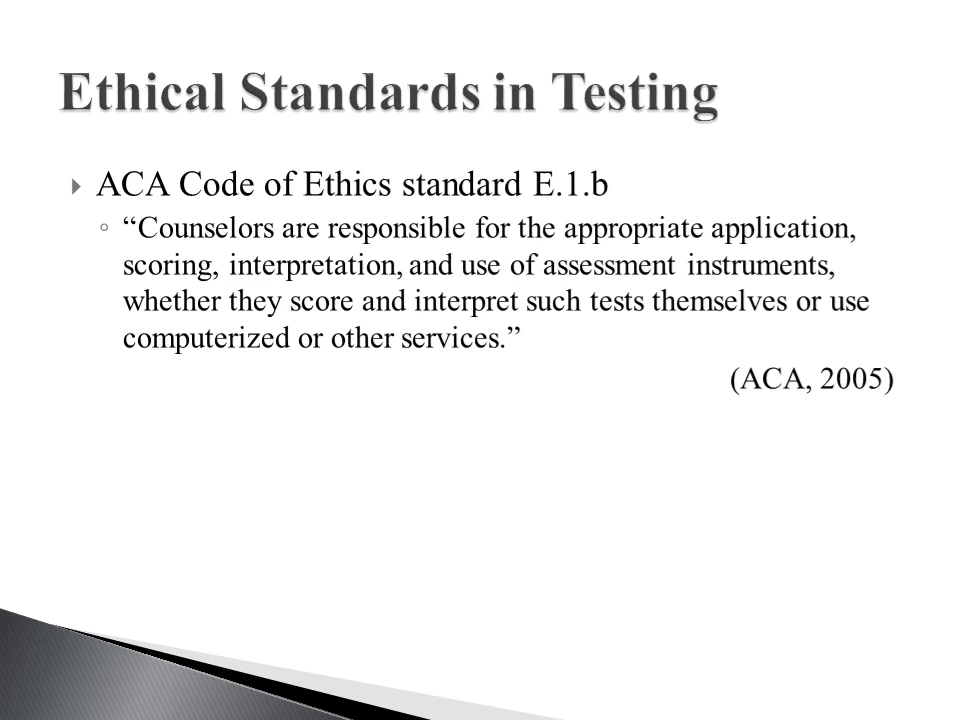 Ethical Standards in Testing
ACA Code of Ethics standard E.1.b
“Counselors are responsible for the appropriate application,
scoring, interpretation, and use of assessment instruments,
whether they score and interpret such tests themselves or use
computerized or other services.”
(ACA, 2005)